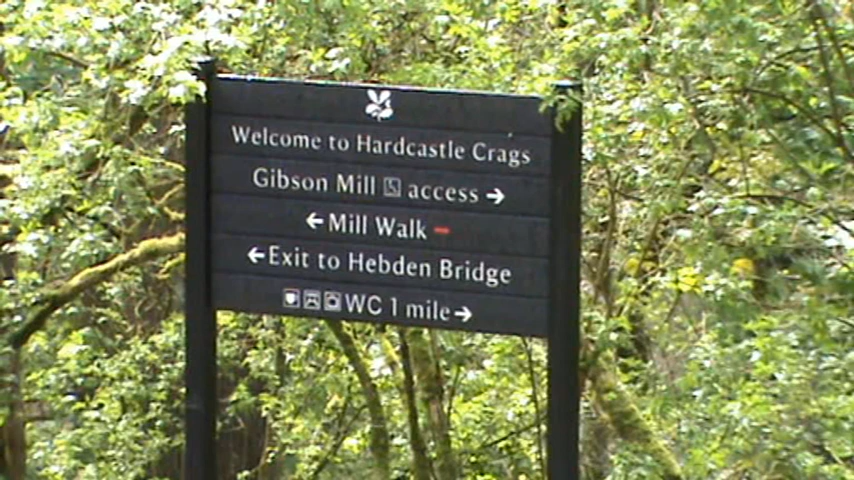 Welcome to Hardcastle Crags
Gibson Mill access →
← Mill Walk
← Exit to Hebden Bridge
WC 1 mile →